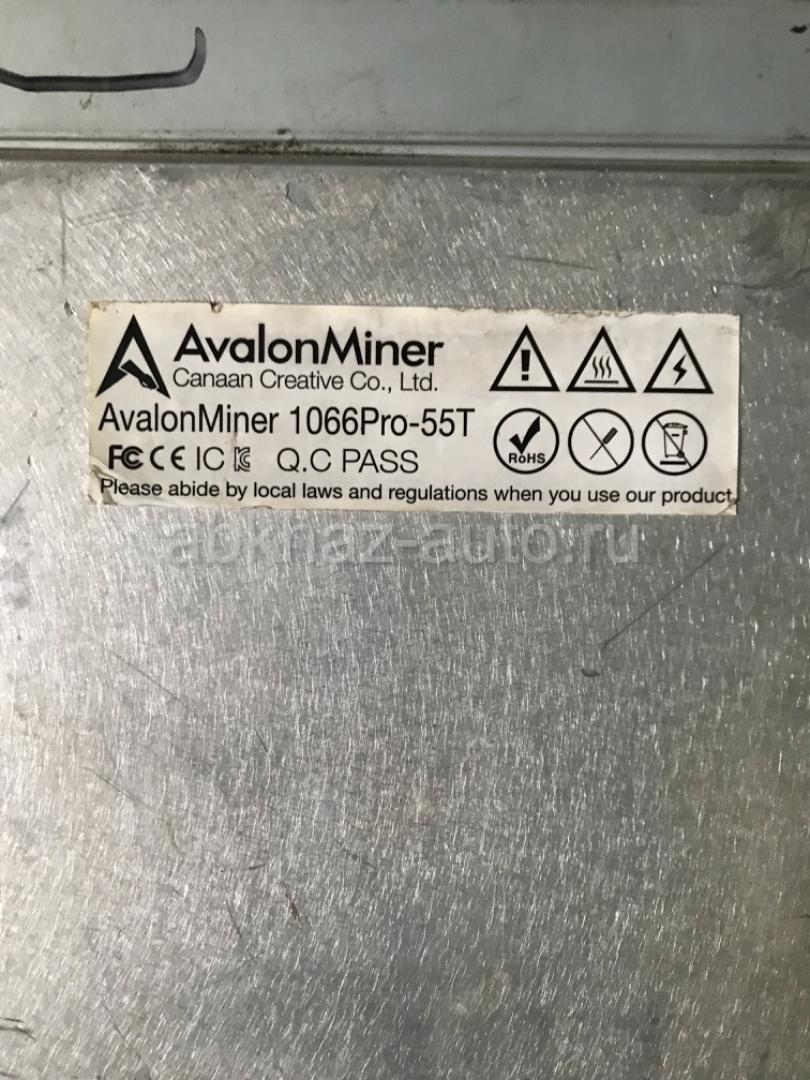 AvalonMiner
Canaan Creative Co., Ltd.
AvalonMiner 1066Pro-55T
FC CE IC Q.C PASS
RoHS
Please abide by local laws and regulations when you use our product.
abkhaz-auto.ru